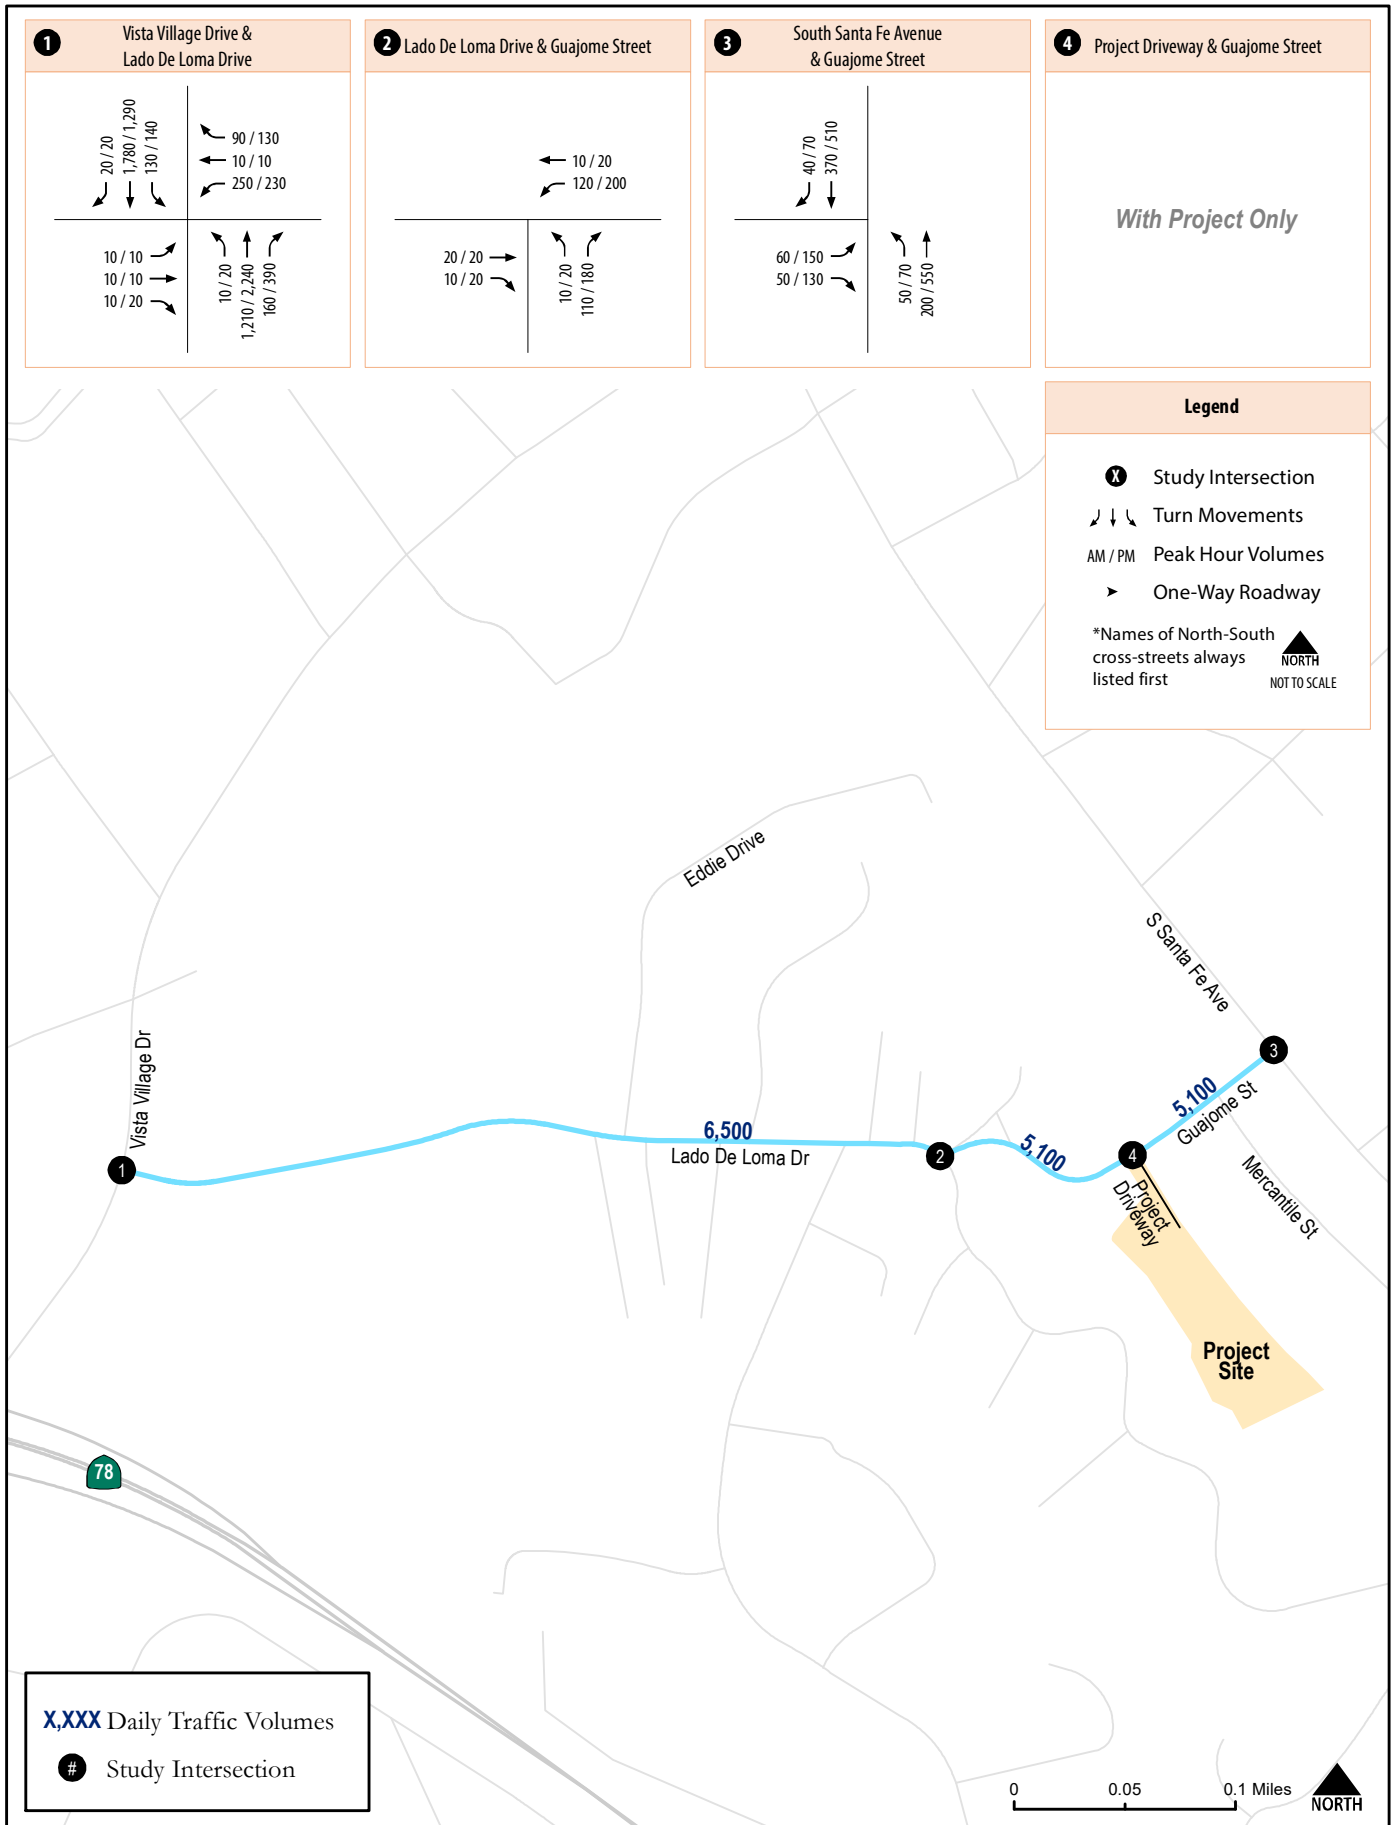 1
Vista Village Drive &
Lado De Loma Drive
20 / 20
1,780 / 1,290
130 / 140
90 / 130
10 / 10
250 / 230
10 / 10
10 / 10
10 / 20
10 / 20
1,210 / 2,240
160 / 390
2 Lado De Loma Drive & Guajome Street
10 / 20
120 / 200
20 / 20
10 / 20
10 / 20
110 / 180
3
South Santa Fe Avenue
& Guajome Street
40 / 70
370 / 510
60 / 150
50 / 130
50 / 70
200 / 550
4 Project Driveway & Guajome Street
With Project Only
Legend
X Study Intersection
Turn Movements
AM / PM Peak Hour Volumes
One-Way Roadway
*Names of North-South
cross-streets always
listed first
NORTH
NOT TO SCALE
Eddie Drive
S Santa Fe Ave
Vista Village Dr
3
5,100
Guajome St
6,500
Lado De Loma Dr
1
2
5,100
4
Project
Driveway
Mercantile St
Project
Site
78
X,XXX Daily Traffic Volumes
# Study Intersection
0 0.05 0.1 Miles
NORTH